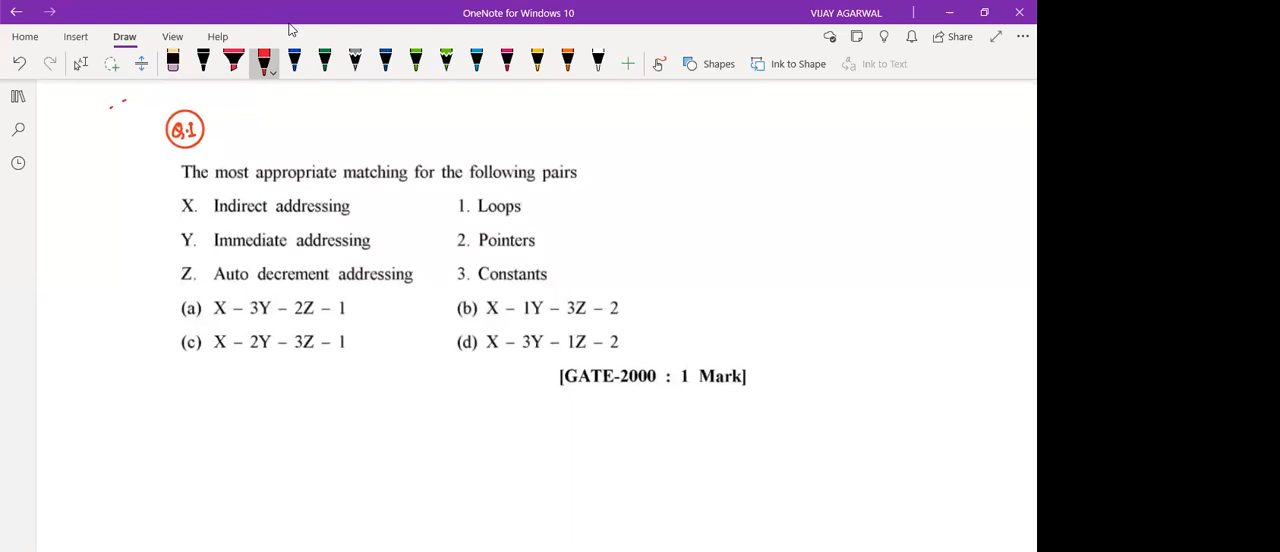 OneNote for Windows 10
VIJAY AGARWAL
Home Insert Draw View Help
Share
Shapes
Ink to Shape
Ink to Text
Q.1
The most appropriate matching for the following pairs
X. Indirect addressing 1. Loops
Y. Immediate addressing 2. Pointers
Z. Auto decrement addressing 3. Constants
(a) X – 3Y – 2Z – 1 (b) X – 1Y – 3Z – 2
(c) X – 2Y – 3Z – 1 (d) X – 3Y – 1Z – 2
[GATE-2000 : 1 Mark]